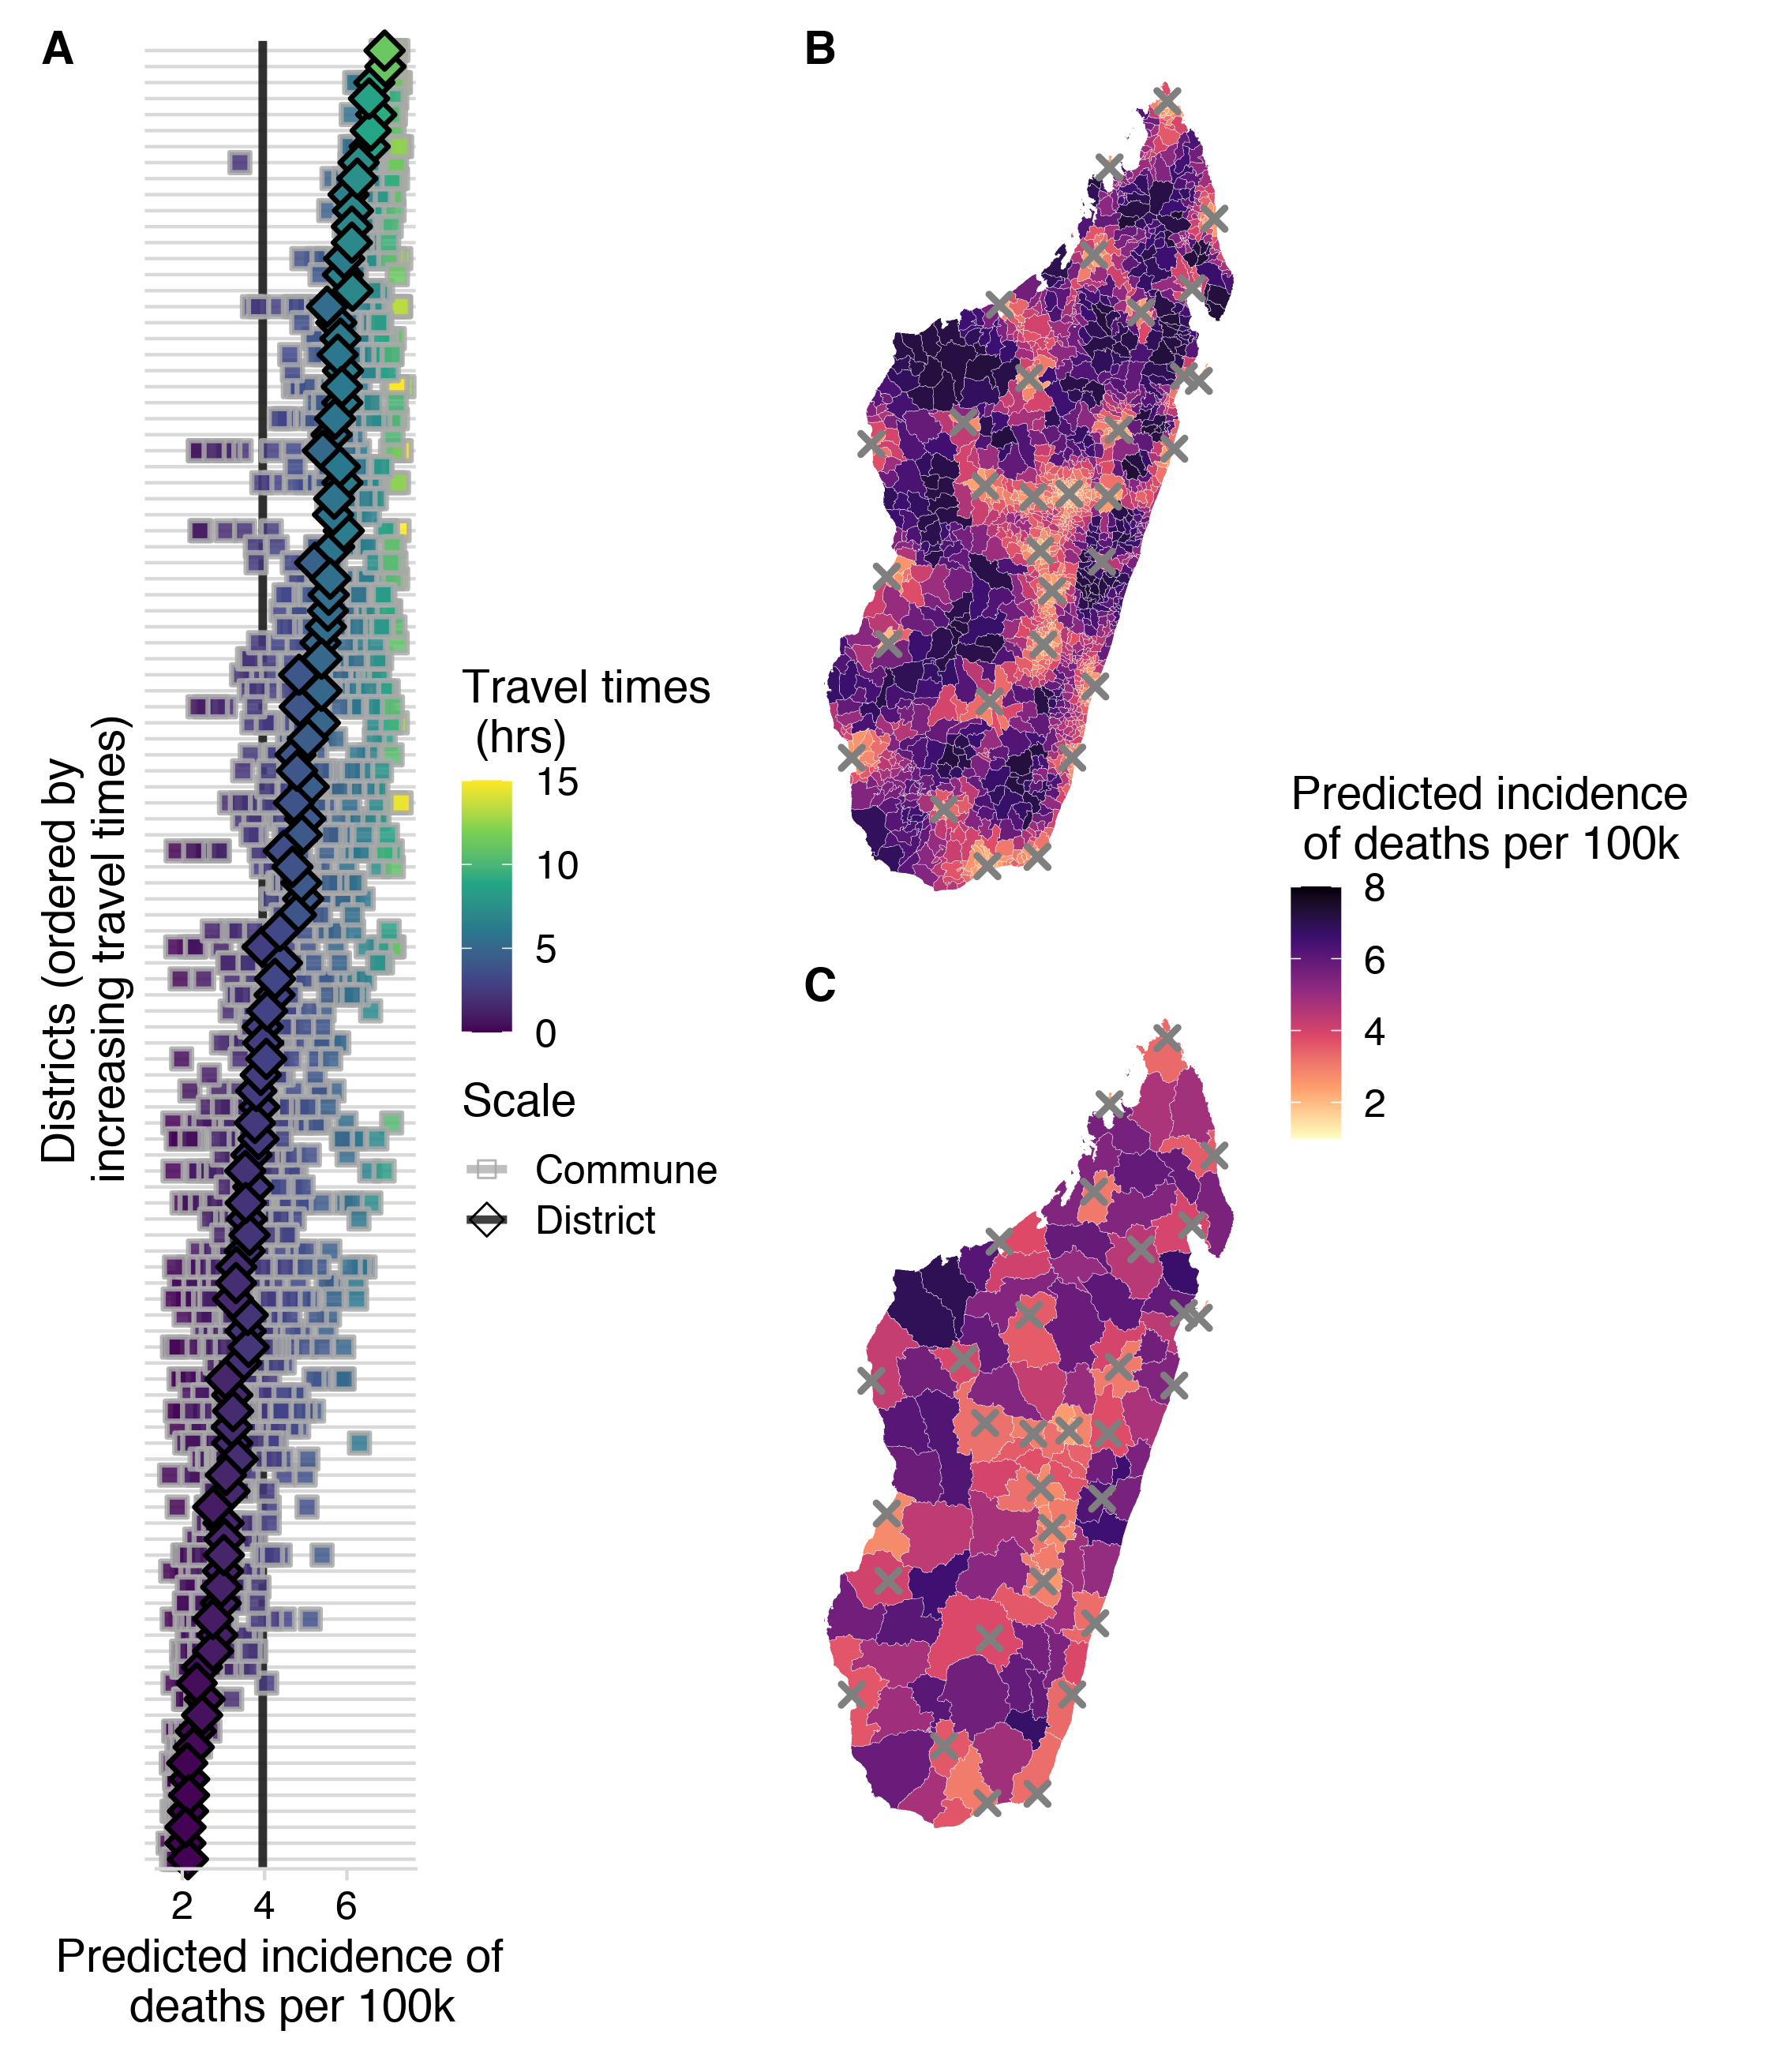 A
Districts (ordered by
increasing travel times)
2
4
6
Predicted incidence of
deaths per 100k
Travel times
(hrs)
15
10
5
0
Scale
Commune
District
B
C
Predicted incidence
of deaths per 100k
8
6
4
2